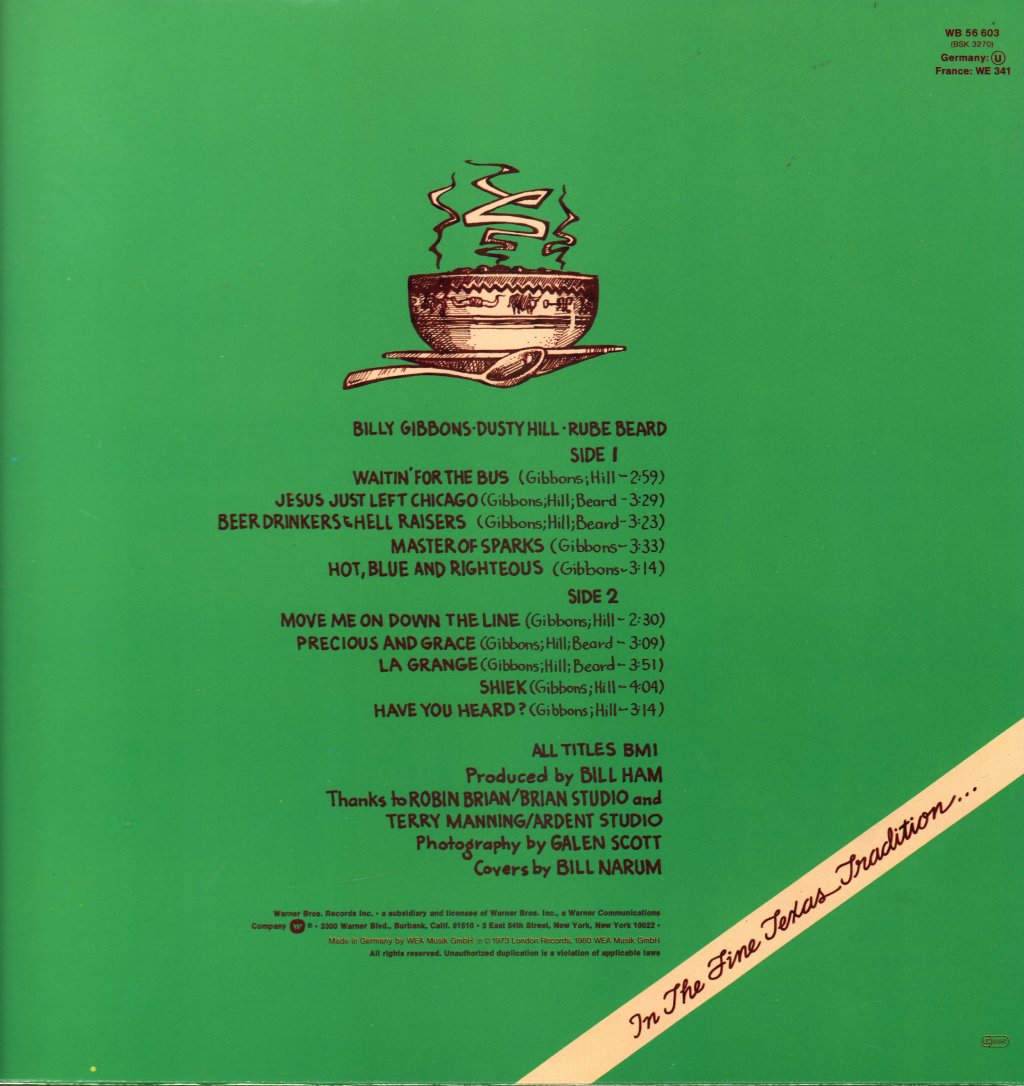 WB 56 603
(BSK 3270)
Germany: U
France: WE 341
BILLY GIBBONS·DUSTY HILL·RUBE BEARD
SIDE 1
WAITIN' FOR THE BUS (Gibbons;Hill-2:59)
JESUS JUST LEFT CHICAGO (Gibbons;Hill;Beard-3:29)
BEER DRINKERS & HELL RAISERS (Gibbons;Hill;Beard-3:23)
MASTER OF SPARKS (Gibbons-3:33)
HOT, BLUE AND RIGHTEOUS (Gibbons-3:14)
SIDE 2
MOVE ME ON DOWN THE LINE (Gibbons;Hill-2:30)
PRECIOUS AND GRACE (Gibbons;Hill;Beard-3:09)
LA GRANGE (Gibbons;Hill;Beard-3:51)
SHIEK (Gibbons;Hill-4:04)
HAVE YOU HEARD? (Gibbons;Hill-3:14)
ALL TITLES BMI
Produced by BILL HAM
Thanks to ROBIN BRIAN/BRIAN STUDIO and
TERRY MANNING/ARDENT STUDIO
Photography by GALEN SCOTT
Covers by BILL NARUM
Warner Bros. Records Inc. • a subsidiary and licensee of Warner Bros. Inc., a Warner Communications
Company W ® • 3300 Warner Blvd., Burbank, Calif. 91510 • 3 East 54th Street, New York, New York 10022 •
Made in Germany by WEA Musik GmbH ℗ © 1973 London Records, 1980 WEA Musik GmbH
All rights reserved. Unauthorized duplication is a violation of applicable laws
In The Fine Texas Tradition...
LC